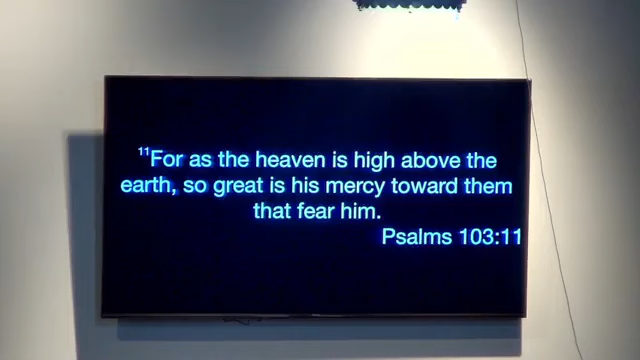 ¹¹For as the heaven is high above the
earth, so great is his mercy toward them
that fear him.
Psalms 103:11